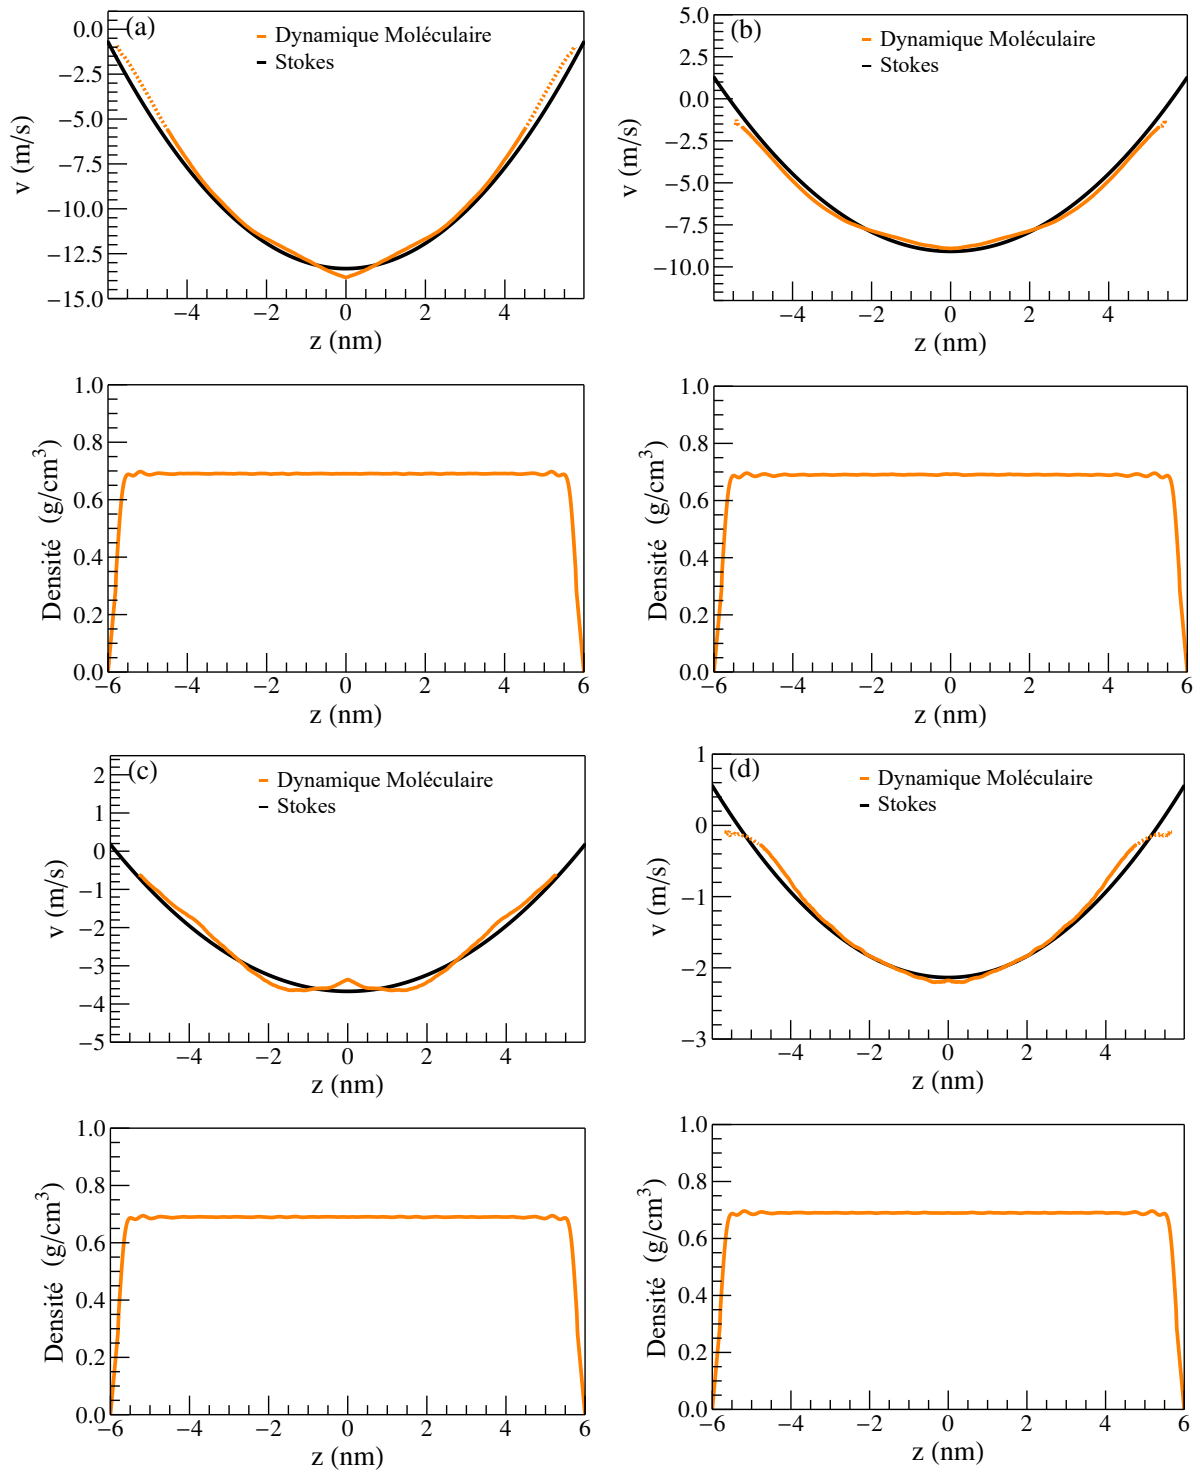 (a)
Dynamique Moléculaire
Stokes
0.0
−2.5
−5.0
−7.5
−10.0
−12.5
−15.0
v (m/s)
−4 −2 0 2 4
z (nm)
(b)
Dynamique Moléculaire
Stokes
5.0
2.5
0.0
−2.5
−5.0
−7.5
−10.0
v (m/s)
−4 −2 0 2 4
z (nm)
1.0
0.8
0.6
0.4
0.2
0.0
Densité (g/cm³)
−6 −4 −2 0 2 4 6
z (nm)
1.0
0.8
0.6
0.4
0.2
0.0
Densité (g/cm³)
−6 −4 −2 0 2 4 6
z (nm)
(c)
Dynamique Moléculaire
Stokes
2
1
0
−1
−2
−3
−4
−5
v (m/s)
−4 −2 0 2 4
z (nm)
(d)
Dynamique Moléculaire
Stokes
1
0
−1
−2
−3
v (m/s)
−4 −2 0 2 4
z (nm)
1.0
0.8
0.6
0.4
0.2
0.0
Densité (g/cm³)
−6 −4 −2 0 2 4 6
z (nm)
1.0
0.8
0.6
0.4
0.2
0.0
Densité (g/cm³)
−6 −4 −2 0 2 4 6
z (nm)